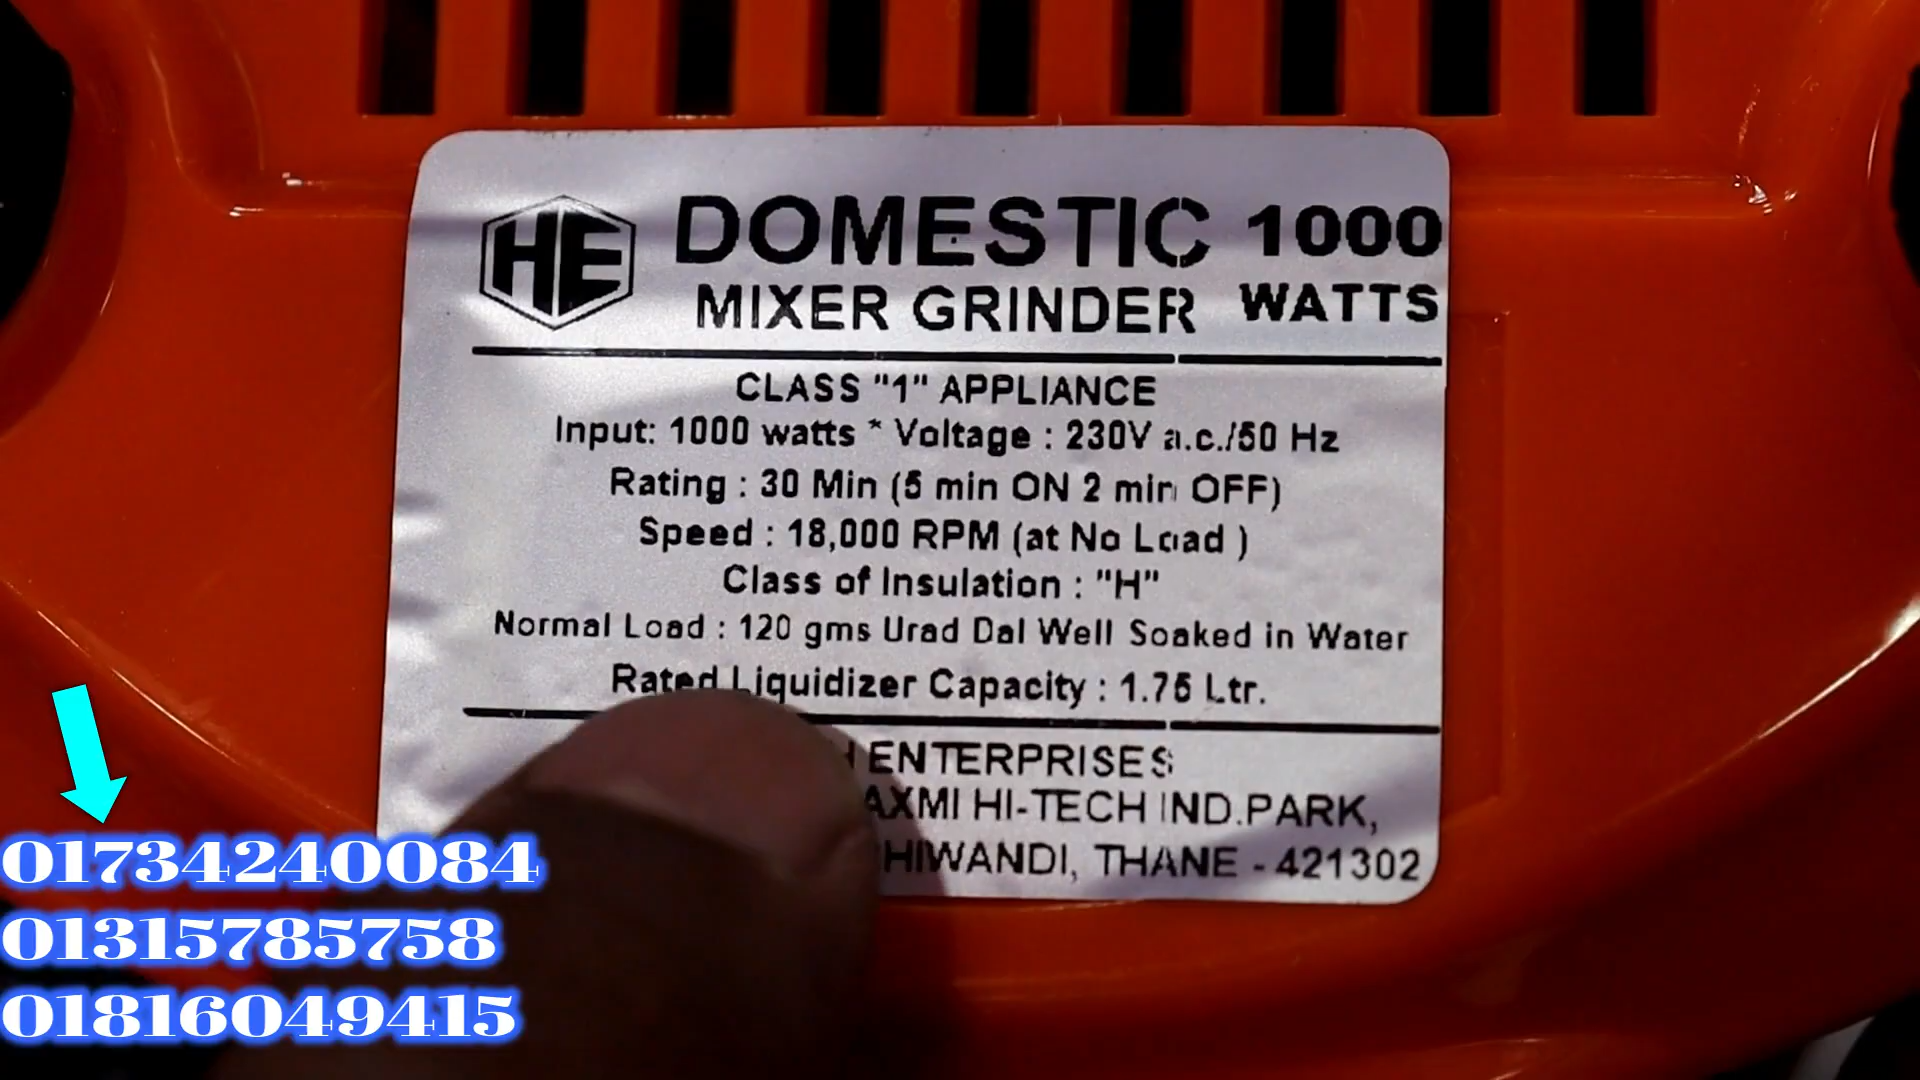 HE DOMESTIC 1000
MIXER GRINDER WATTS
CLASS "1" APPLIANCE
Input: 1000 watts * Voltage : 230V a.c./50 Hz
Rating : 30 Min (5 min ON 2 min OFF)
Speed : 18,000 RPM (at No Load )
Class of Insulation : "H"
Normal Load : 120 gms Urad Dal Well Soaked in Water
Rated Liquidizer Capacity : 1.75 Ltr.
ENTERPRISES
HI-TECH IND.PARK,
THANE - 421302
01734240084
01315785758
01816049415